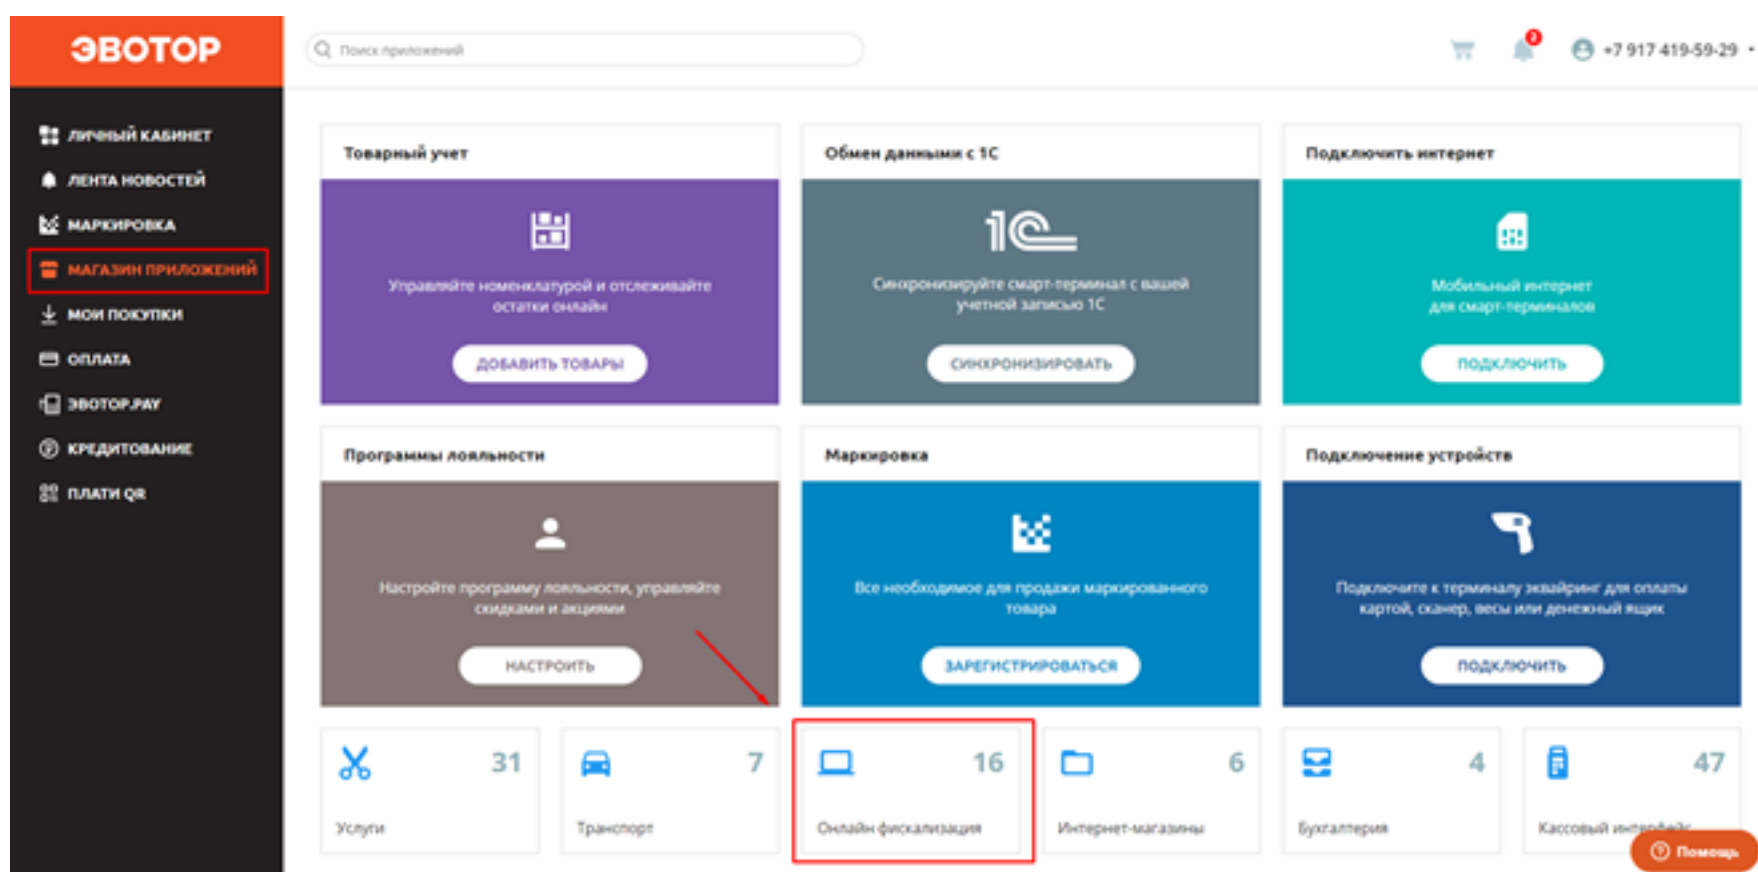 ЭВОТОР
Поиск приложений
2
+7 917 419-59-29
ЛИЧНЫЙ КАБИНЕТ
ЛЕНТА НОВОСТЕЙ
МАРКИРОВКА
МАГАЗИН ПРИЛОЖЕНИЙ
МОИ ПОКУПКИ
ОПЛАТА
ЭВОТОР.PAY
КРЕДИТОВАНИЕ
ПЛАТИ QR
Товарный учет
Управляйте номенклатурой и отслеживайте
остатки онлайн
ДОБАВИТЬ ТОВАРЫ
Обмен данными с 1С
1С
Синхронизируйте смарт-терминал с вашей
учетной записью 1С
СИНХРОНИЗИРОВАТЬ
Подключить интернет
Мобильный интернет
для смарт-терминалов
ПОДКЛЮЧИТЬ
Программы лояльности
Настройте программу лояльности, управляйте
скидками и акциями
НАСТРОИТЬ
Маркировка
Все необходимое для продажи маркированного
товара
ЗАРЕГИСТРИРОВАТЬСЯ
Подключение устройств
Подключите к терминалу эквайринг для оплаты
картой, сканер, весы или денежный ящик
ПОДКЛЮЧИТЬ
31
Услуги
7
Транспорт
16
Онлайн фискализация
6
Интернет-магазины
4
Бухгалтерия
47
Кассовый интерфейс
Помощь